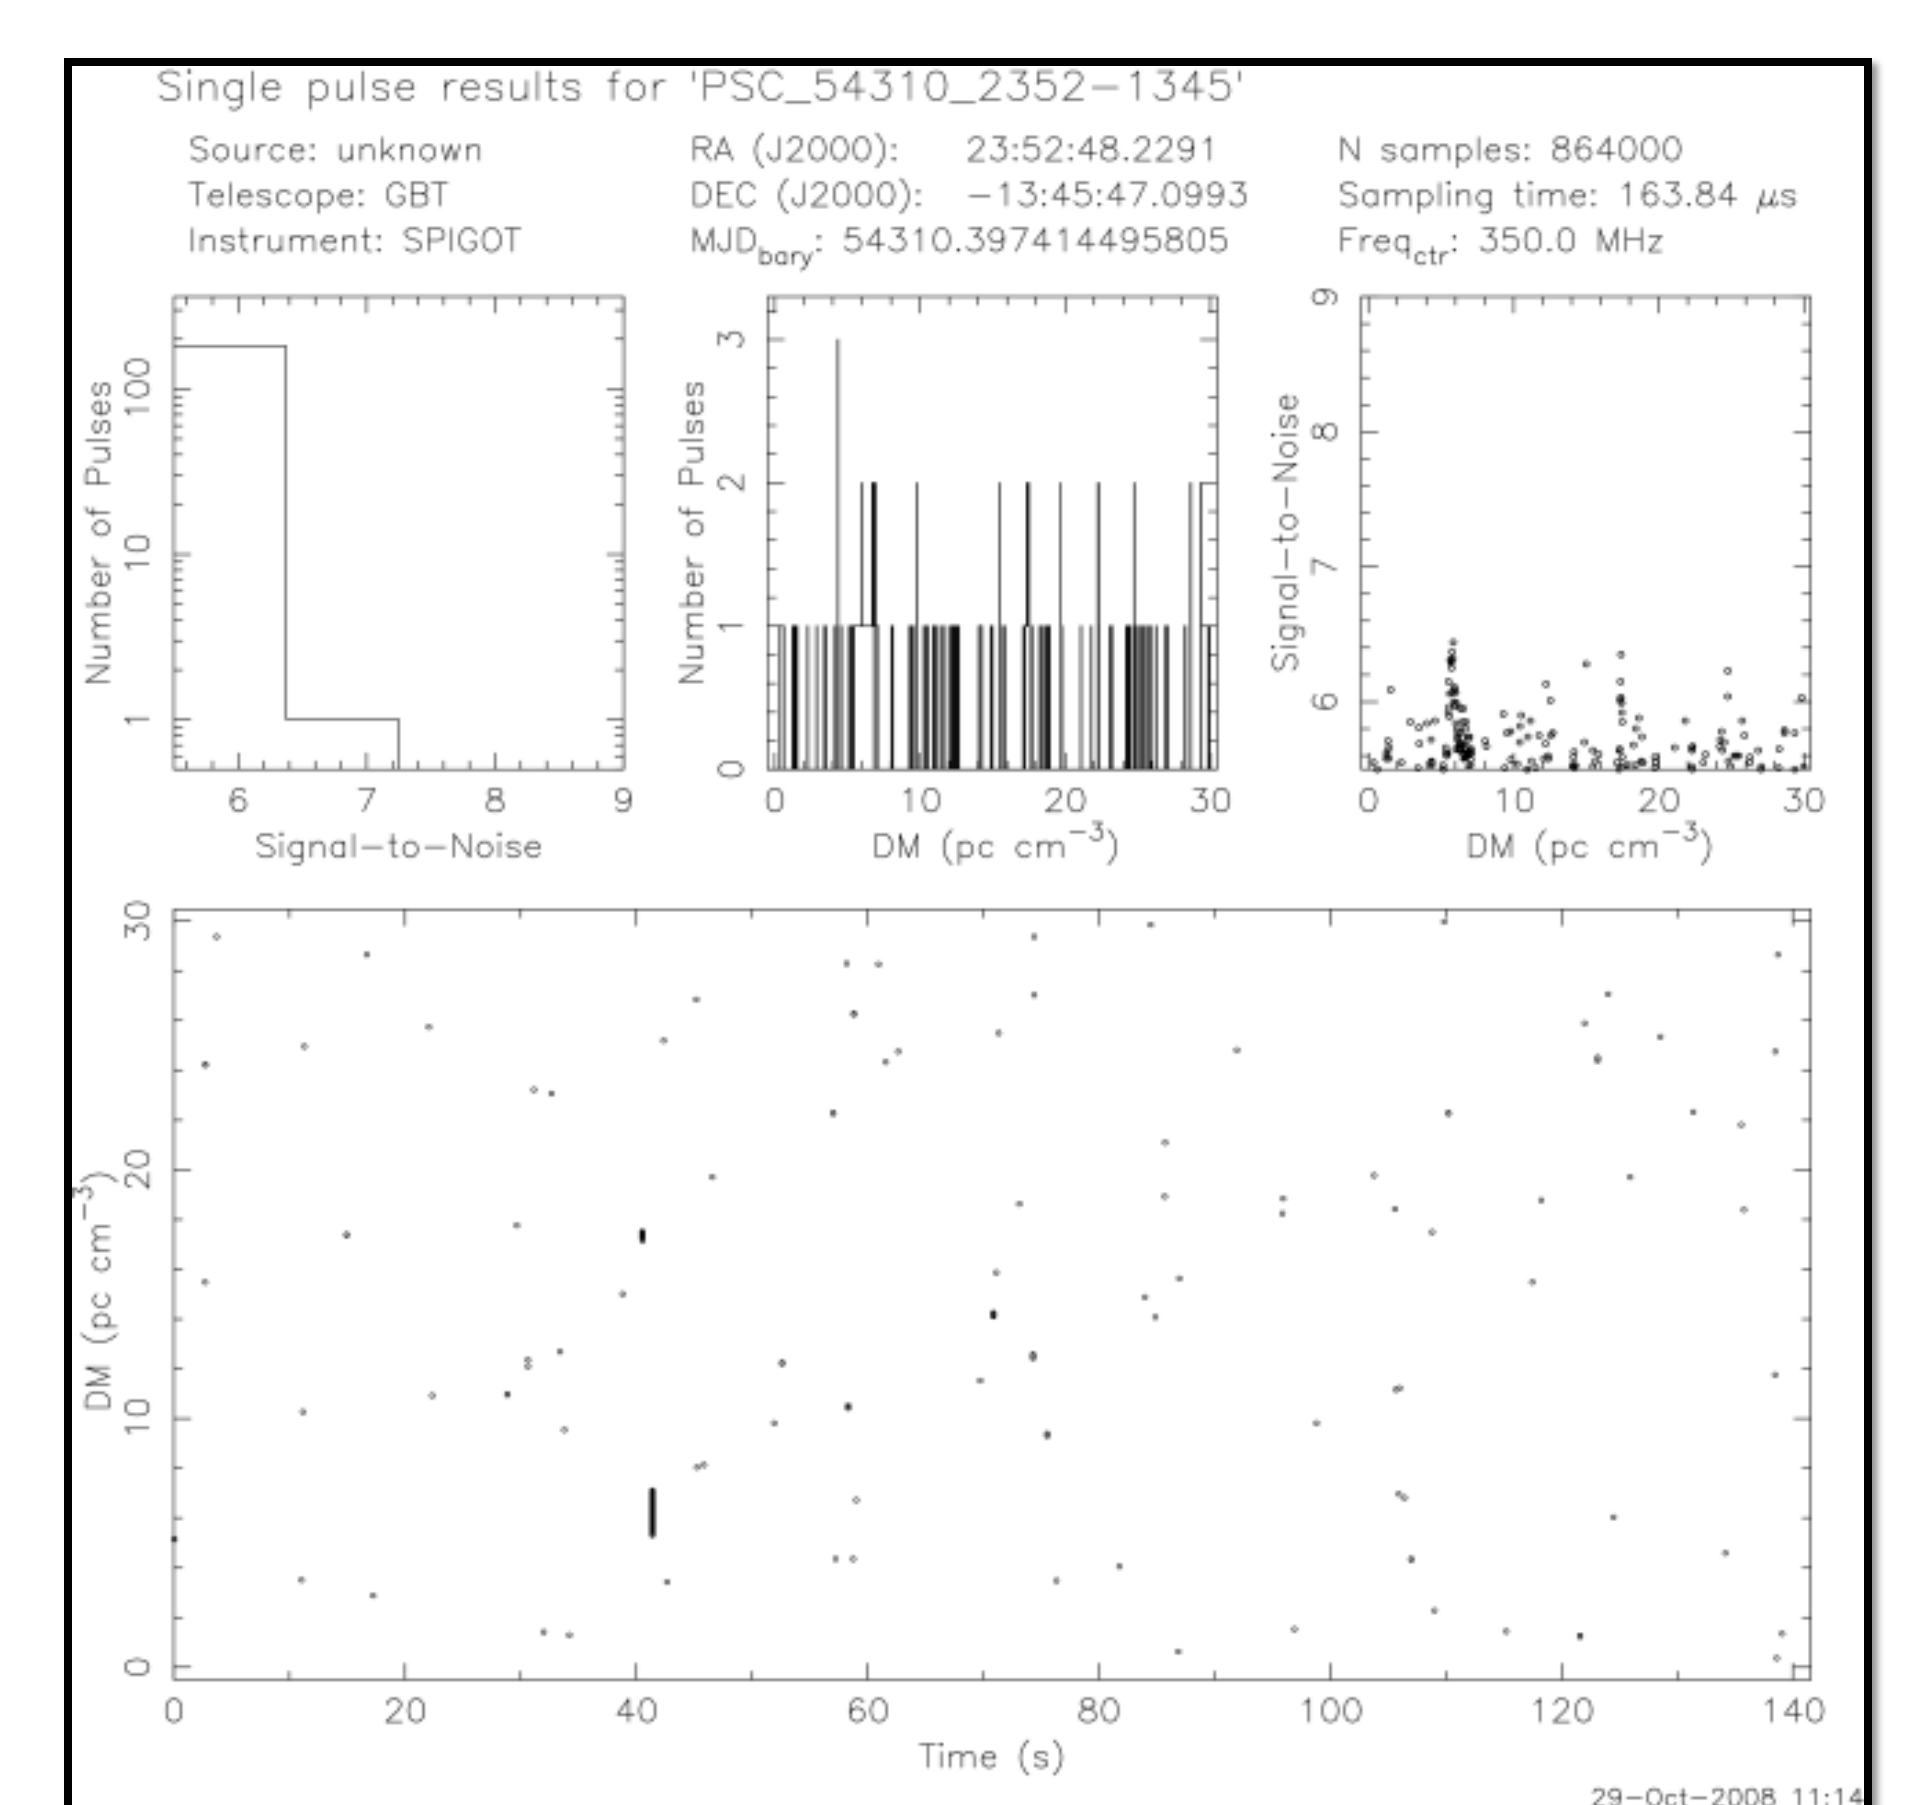 Single pulse results for 'PSC_54310_2352−1345'
Source: unknown
Telescope: GBT
Instrument: SPIGOT
RA (J2000): 23:52:48.2291
DEC (J2000): −13:45:47.0993
MJDbary: 54310.397414495805
N samples: 864000
Sampling time: 163.84 μs
Freqctr: 350.0 MHz
Number of Pulses
1 10 100
6 7 8 9
Signal−to−Noise
Number of Pulses
0 1 2 3
0 10 20 30
DM (pc cm−3)
Signal−to−Noise
6 7 8 9
0 10 20 30
DM (pc cm−3)
DM (pc cm−3)
0 10 20 30
0 20 40 60 80 100 120 140
Time (s)
29−Oct−2008 11:14